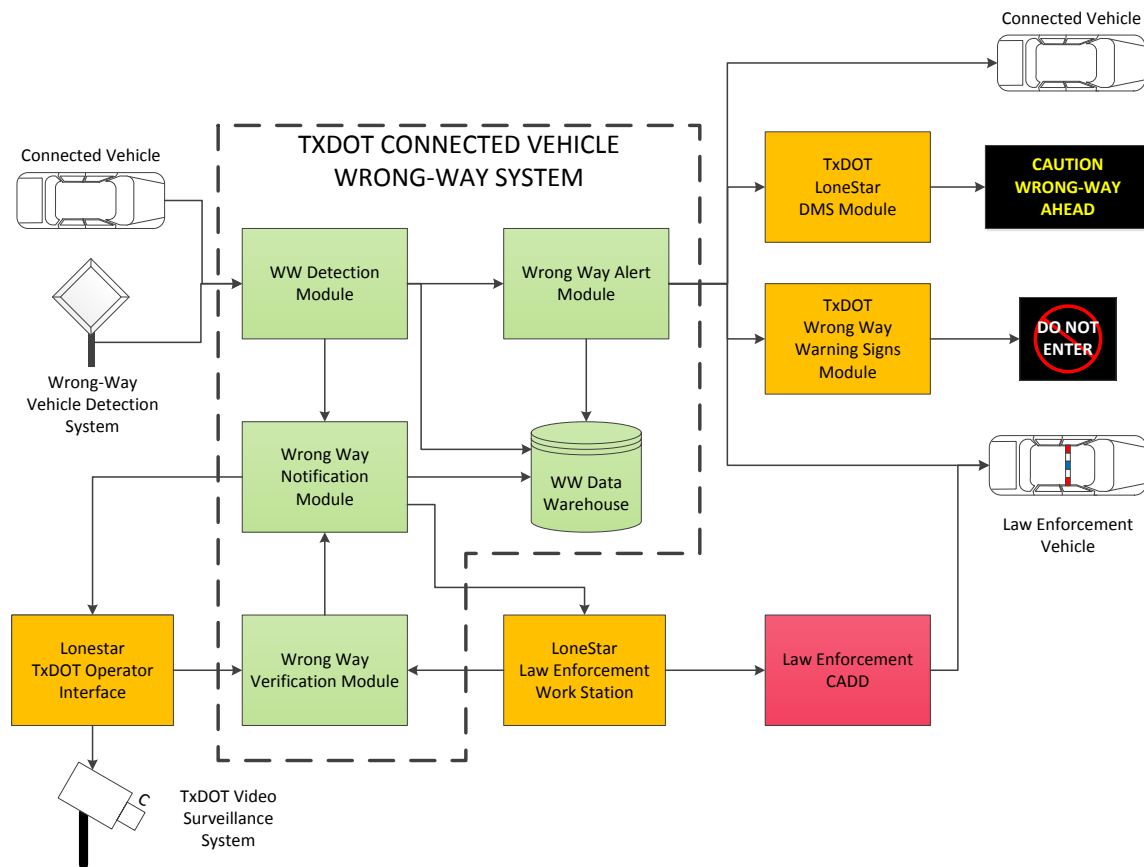 Connected Vehicle
TXDOT CONNECTED VEHICLE
WRONG-WAY SYSTEM
Connected Vehicle
TxDOT
LoneStar
DMS Module
CAUTION
WRONG-WAY
AHEAD
WW Detection
Module
Wrong Way Alert
Module
TxDOT
Wrong Way
Warning Signs
Module
DO NOT
ENTER
Wrong-Way
Vehicle Detection
System
Wrong Way
Notification
Module
WW Data
Warehouse
Law Enforcement
Vehicle
Lonestar
TxDOT Operator
Interface
Wrong Way
Verification Module
LoneStar
Law Enforcement
Work Station
Law Enforcement
CADD
C
TxDOT Video
Surveillance
System